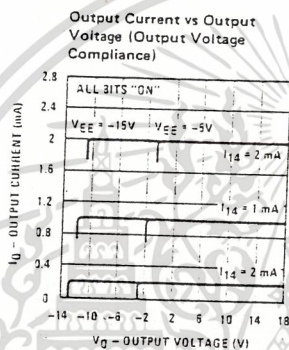 Output Current vs Output
Voltage (Output Voltage
Compliance)
2.8
2.4
2
1.6
1.2
0.8
0.4
0
ALL BITS "ON"
VEE = -15V VEE = -5V
I14 = 2 mA
I14 = 1 mA
I14 = 2 mA
-14 -10 -6 -2 2 6 10 14 18
IO - OUTPUT CURRENT (mA)
VO - OUTPUT VOLTAGE (V)